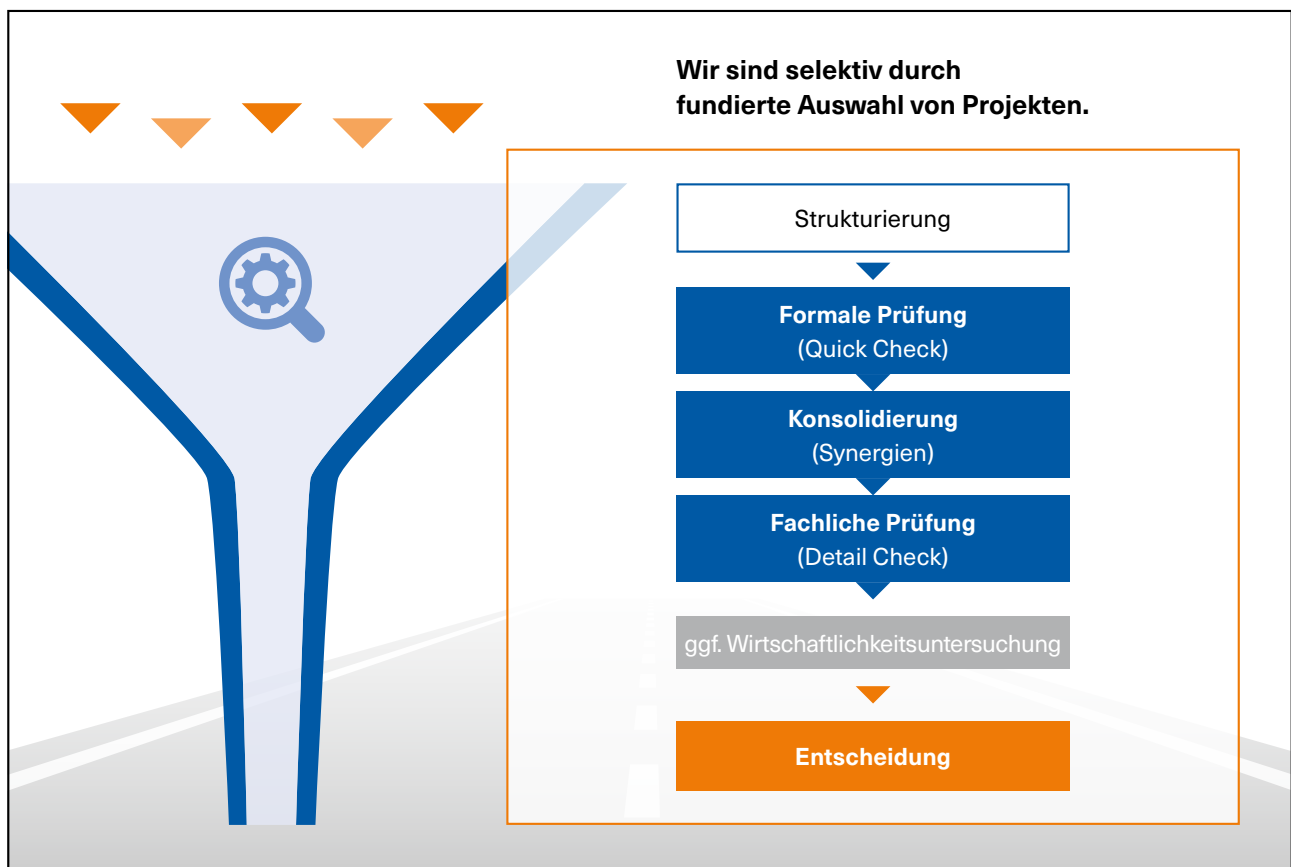 Wir sind selektiv durch
fundierte Auswahl von Projekten.
Strukturierung
Formale Prüfung
(Quick Check)
Konsolidierung
(Synergien)
Fachliche Prüfung
(Detail Check)
ggf. Wirtschaftlichkeitsuntersuchung
Entscheidung